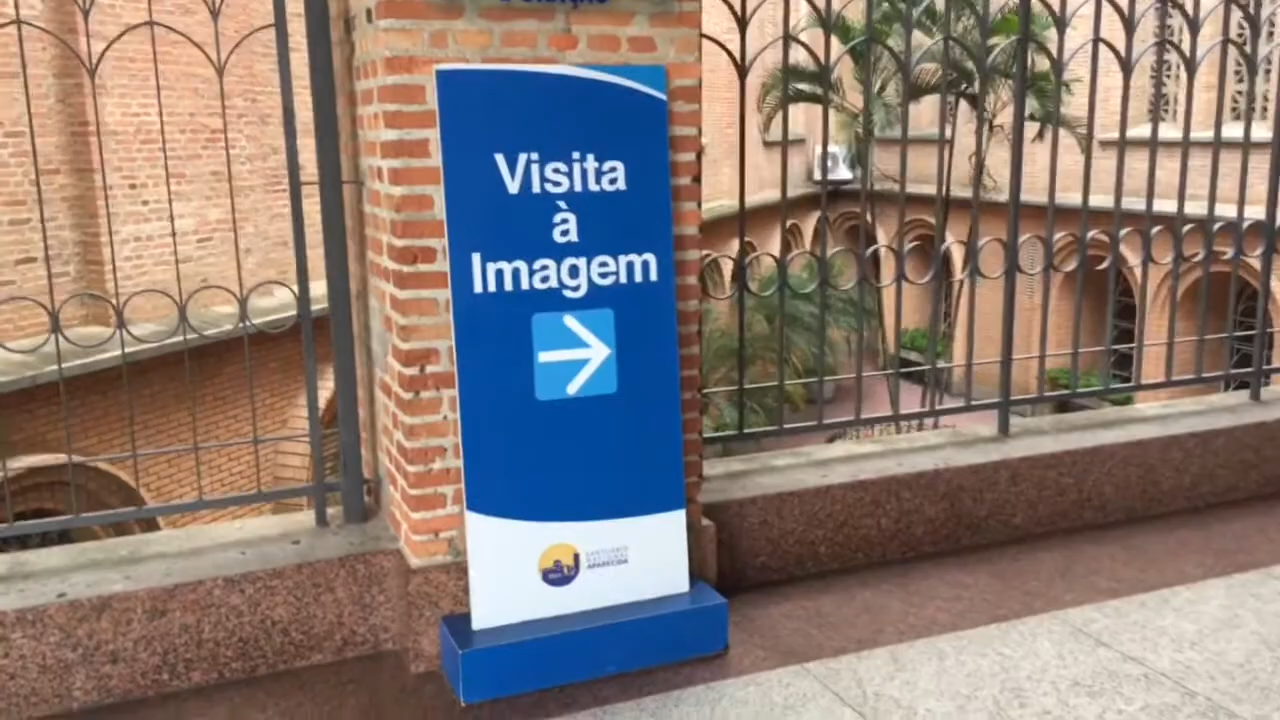 Visita
à
Imagem
SANTUÁRIO
NACIONAL
APARECIDA